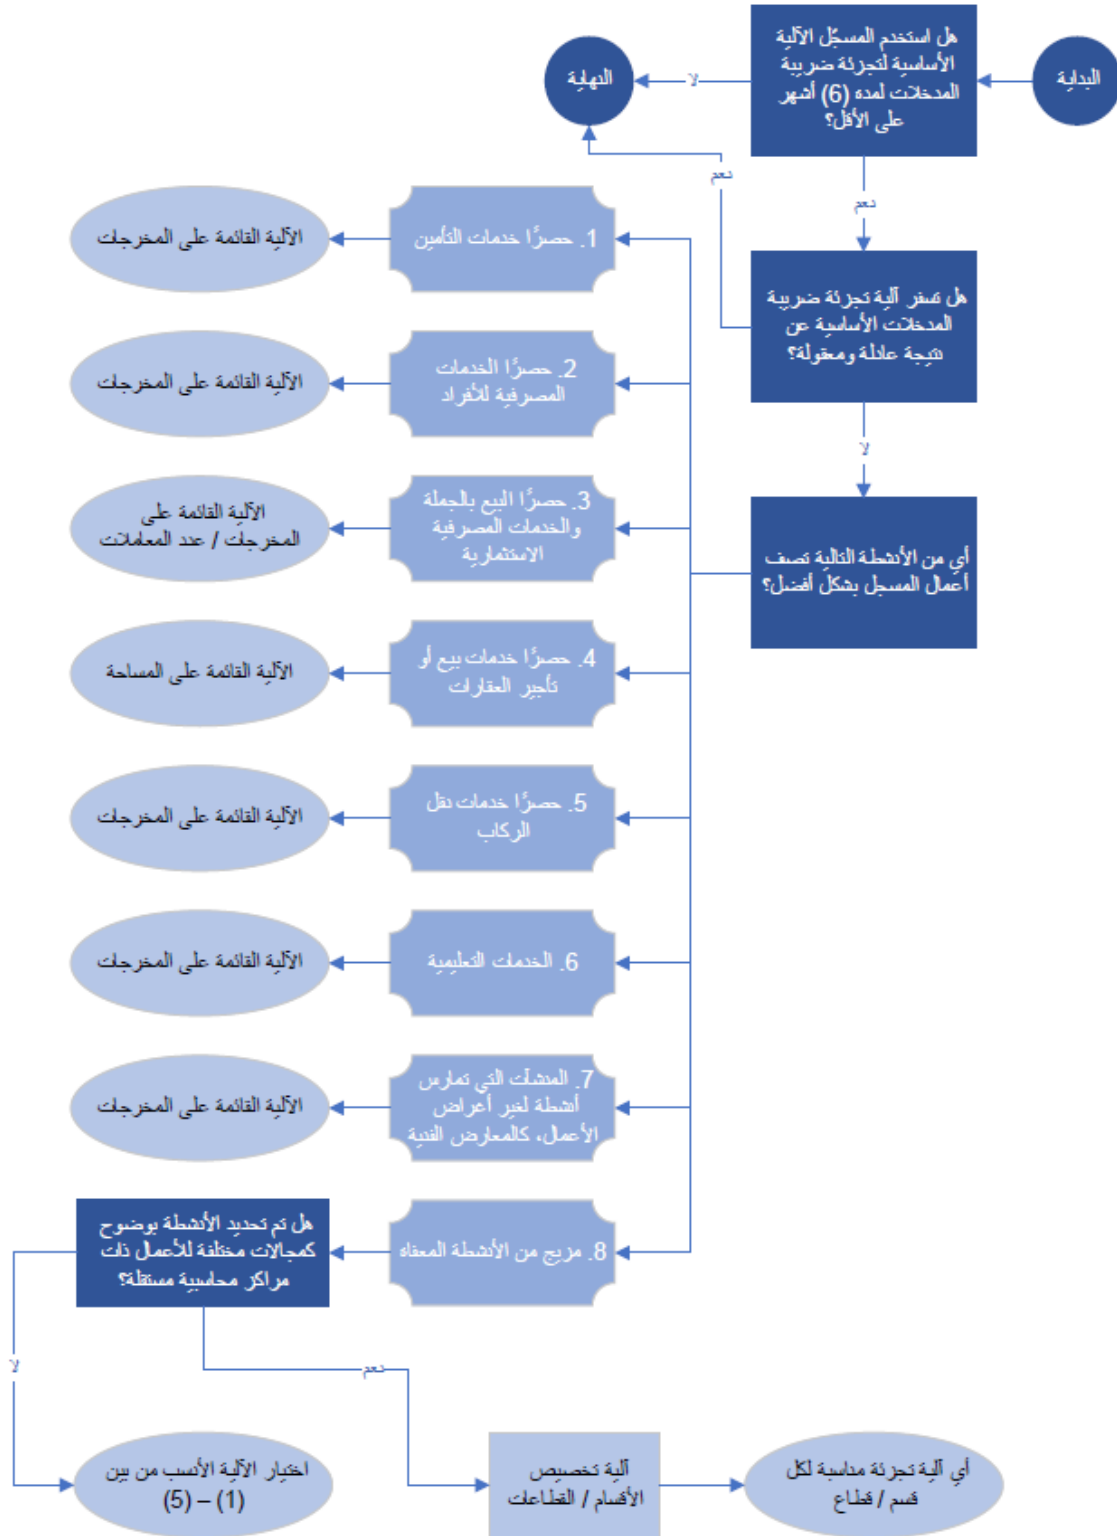 البداية
هل استخدم المسجّل الآلية
الأساسية لتجزئة ضريبة
المدخلات لمده (6) أشهر
على الأقل؟
لا
النهاية
نعم
نعم
هل تسفر آلية تجزئة ضريبة
المدخلات الأساسية عن
نتيجة عادلة ومعقولة؟
لا
أي من الأنشطة التالية تصف
أعمال المسجل بشكل أفضل؟
1. حصرًا خدمات التأمين
الآلية القائمة على المخرجات
2. حصرًا الخدمات
المصرفية للأفراد
الآلية القائمة على المخرجات
3. حصرًا البيع بالجملة
والخدمات المصرفية
الاستثمارية
الآلية القائمة على
المخرجات / عدد المعاملات
4. حصرًا خدمات بيع أو
تأجير العقارات
الآلية القائمة على المساحة
5. حصرًا خدمات نقل
الركاب
الآلية القائمة على المخرجات
6. الخدمات التعليمية
الآلية القائمة على المخرجات
7. المنشآت التي تمارس
أنشطة لغير أغراض
الأعمال، كالمعارض الفنية
الآلية القائمة على المخرجات
8. مزيج من الأنشطة المعفاه
هل تم تحديد الأنشطة بوضوح
كمجالات مختلفة للأعمال ذات
مراكز محاسبية مستقلة؟
لا
نعم
أي آلية تجزئة مناسبة لكل
قسم / قطاع
آلية تخصيص
الأقسام / القطاعات
اختيار الآلية الأنسب من بين
(1) – (5)